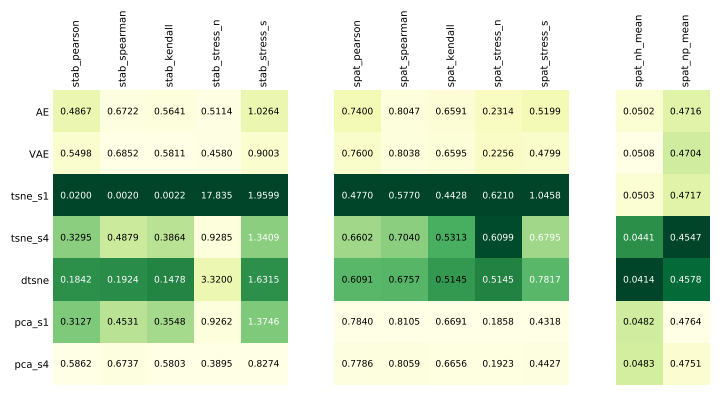 stab_pearson stab_spearman stab_kendall stab_stress_n stab_stress_s spat_pearson spat_spearman spat_kendall spat_stress_n spat_stress_s spat_nh_mean spat_np_mean
AE 0.4867 0.6722 0.5641 0.5114 1.0264 0.7400 0.8047 0.6591 0.2314 0.5199 0.0502 0.4716
VAE 0.5498 0.6852 0.5811 0.4580 0.9003 0.7600 0.8038 0.6595 0.2256 0.4799 0.0508 0.4704
tsne_s1 0.0200 0.0020 0.0022 17.835 1.9599 0.4770 0.5770 0.4428 0.6210 1.0458 0.0503 0.4717
tsne_s4 0.3295 0.4879 0.3864 0.9285 1.3409 0.6602 0.7040 0.5313 0.6099 0.6795 0.0441 0.4547
dtsne 0.1842 0.1924 0.1478 3.3200 1.6315 0.6091 0.6757 0.5145 0.5145 0.7817 0.0414 0.4578
pca_s1 0.3127 0.4531 0.3548 0.9262 1.3746 0.7840 0.8105 0.6691 0.1858 0.4318 0.0482 0.4764
pca_s4 0.5862 0.6737 0.5803 0.3895 0.8274 0.7786 0.8059 0.6656 0.1923 0.4427 0.0483 0.4751